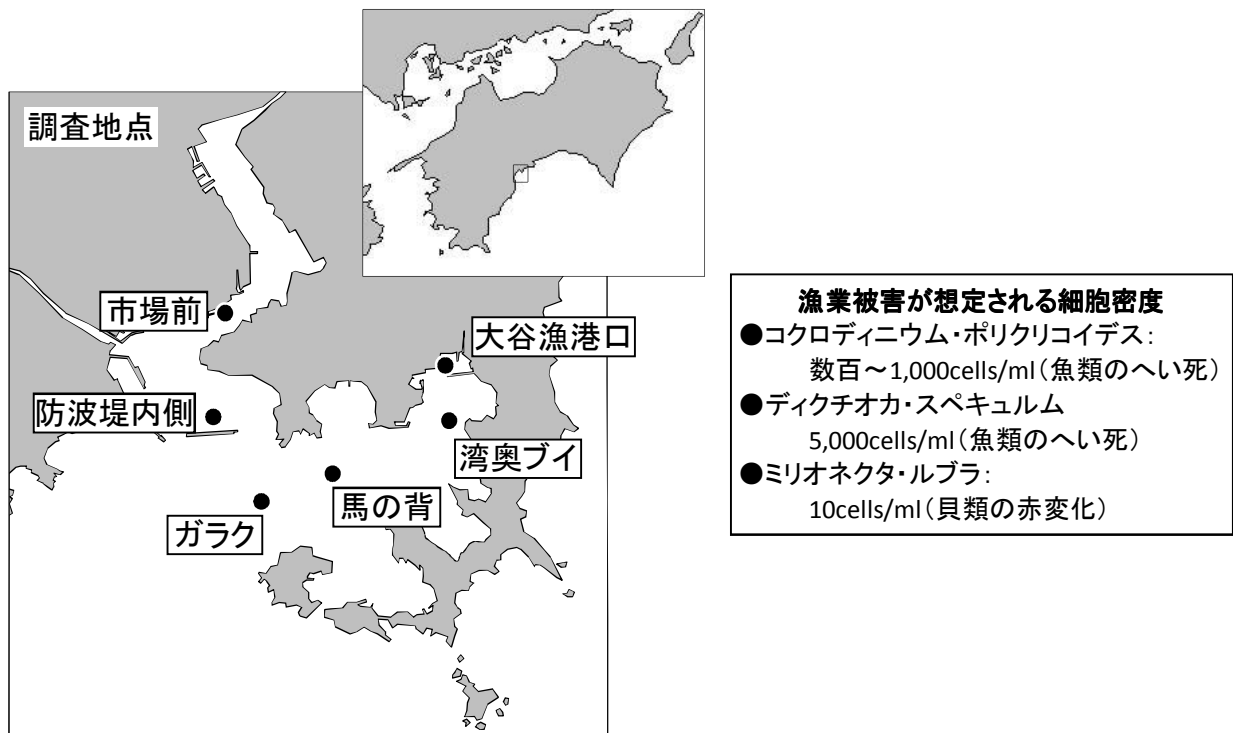 調査地点
市場前
大谷漁港口
防波堤内側
湾奥ブイ
馬の背
ガラク
漁業被害が想定される細胞密度
●コクロディニウム・ポリクリコイデス：
数百～1,000cells/ml（魚類のへい死）
●ディクチオカ・スペキュルム
5,000cells/ml（魚類のへい死）
●ミリオネクタ・ルブラ：
10cells/ml（貝類の赤変化）